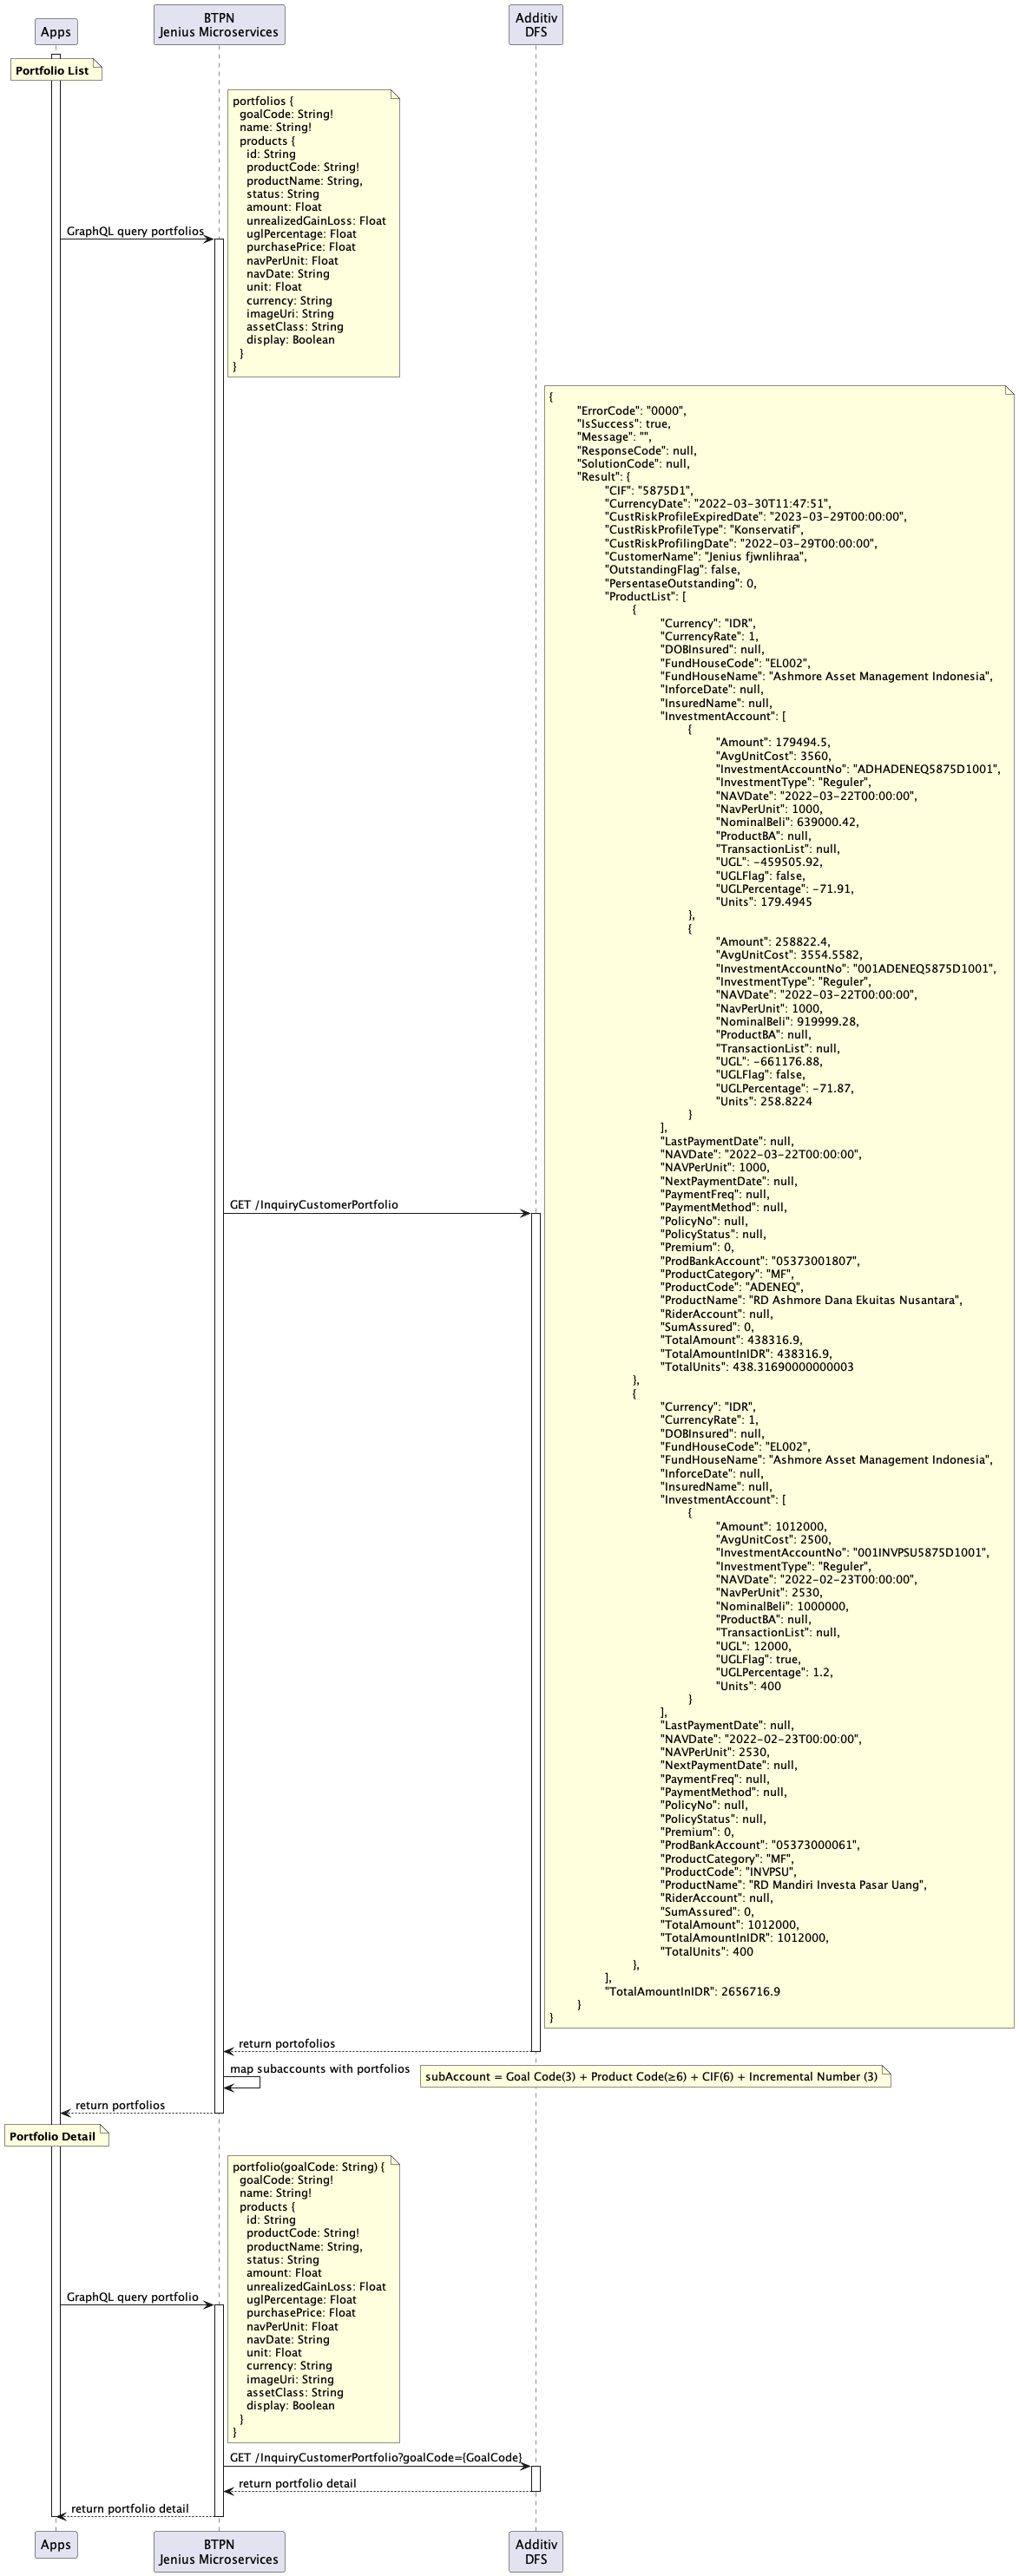 Apps
BTPN
Jenius Microservices
Additiv
DFS
Portfolio List
portfolios {
goalCode: String!
name: String!
products {
id: String
productCode: String!
productName: String,
status: String
amount: Float
unrealizedGainLoss: Float
uglPercentage: Float
purchasePrice: Float
navPerUnit: Float
navDate: String
unit: Float
currency: String
imageUri: String
assetClass: String
display: Boolean
}
}
GraphQL query portfolios
{
"ErrorCode": "0000",
"IsSuccess": true,
"Message": "",
"ResponseCode": null,
"SolutionCode": null,
"Result": {
"CIF": "5875D1",
"CurrencyDate": "2022-03-30T11:47:51",
"CustRiskProfileExpiredDate": "2023-03-29T00:00:00",
"CustRiskProfileType": "Konservatif",
"CustRiskProfilingDate": "2022-03-29T00:00:00",
"CustomerName": "Jenius fjwnlihraa",
"OutstandingFlag": false,
"PersentaseOutstanding": 0,
"ProductList": [
{
"Currency": "IDR",
"CurrencyRate": 1,
"DOBInsured": null,
"FundHouseCode": "EL002",
"FundHouseName": "Ashmore Asset Management Indonesia",
"InforceDate": null,
"InsuredName": null,
"InvestmentAccount": [
{
"Amount": 179494.5,
"AvgUnitCost": 3560,
"InvestmentAccountNo": "ADHADENEQ5875D1001",
"InvestmentType": "Reguler",
"NAVDate": "2022-03-22T00:00:00",
"NavPerUnit": 1000,
"NominalBeli": 639000.42,
"ProductBA": null,
"TransactionList": null,
"UGL": -459505.92,
"UGLFlag": false,
"UGLPercentage": -71.91,
"Units": 179.4945
},
{
"Amount": 258822.4,
"AvgUnitCost": 3554.5582,
"InvestmentAccountNo": "001ADENEQ5875D1001",
"InvestmentType": "Reguler",
"NAVDate": "2022-03-22T00:00:00",
"NavPerUnit": 1000,
"NominalBeli": 919999.28,
"ProductBA": null,
"TransactionList": null,
"UGL": -661176.88,
"UGLFlag": false,
"UGLPercentage": -71.87,
"Units": 258.8224
}
],
"LastPaymentDate": null,
"NAVDate": "2022-03-22T00:00:00",
"NAVPerUnit": 1000,
"NextPaymentDate": null,
"PaymentFreq": null,
"PaymentMethod": null,
"PolicyNo": null,
"PolicyStatus": null,
"Premium": 0,
"ProdBankAccount": "05373001807",
"ProductCategory": "MF",
"ProductCode": "ADENEQ",
"ProductName": "RD Ashmore Dana Ekuitas Nusantara",
"RiderAccount": null,
"SumAssured": 0,
"TotalAmount": 438316.9,
"TotalAmountInIDR": 438316.9,
"TotalUnits": 438.31690000000003
},
{
"Currency": "IDR",
"CurrencyRate": 1,
"DOBInsured": null,
"FundHouseCode": "EL002",
"FundHouseName": "Ashmore Asset Management Indonesia",
"InforceDate": null,
"InsuredName": null,
"InvestmentAccount": [
{
"Amount": 1012000,
"AvgUnitCost": 2500,
"InvestmentAccountNo": "001INVPSU5875D1001",
"InvestmentType": "Reguler",
"NAVDate": "2022-02-23T00:00:00",
"NavPerUnit": 2530,
"NominalBeli": 1000000,
"ProductBA": null,
"TransactionList": null,
"UGL": 12000,
"UGLFlag": true,
"UGLPercentage": 1.2,
"Units": 400
}
],
"LastPaymentDate": null,
"NAVDate": "2022-02-23T00:00:00",
"NAVPerUnit": 2530,
"NextPaymentDate": null,
"PaymentFreq": null,
"PaymentMethod": null,
"PolicyNo": null,
"PolicyStatus": null,
"Premium": 0,
"ProdBankAccount": "05373000061",
"ProductCategory": "MF",
"ProductCode": "INVPSU",
"ProductName": "RD Mandiri Investa Pasar Uang",
"RiderAccount": null,
"SumAssured": 0,
"TotalAmount": 1012000,
"TotalAmountInIDR": 1012000,
"TotalUnits": 400
},
],
"TotalAmountInIDR": 2656716.9
}
}
GET /InquiryCustomerPortfolio
return portofolios
map subaccounts with portfolios
subAccount = Goal Code(3) + Product Code(≥6) + CIF(6) + Incremental Number (3)
return portfolios
Portfolio Detail
portfolio(goalCode: String) {
goalCode: String!
name: String!
products {
id: String
productCode: String!
productName: String,
status: String
amount: Float
unrealizedGainLoss: Float
uglPercentage: Float
purchasePrice: Float
navPerUnit: Float
navDate: String
unit: Float
currency: String
imageUri: String
assetClass: String
display: Boolean
}
}
GraphQL query portfolio
GET /InquiryCustomerPortfolio?goalCode={GoalCode}
return portfolio detail
return portfolio detail
Apps
BTPN
Jenius Microservices
Additiv
DFS